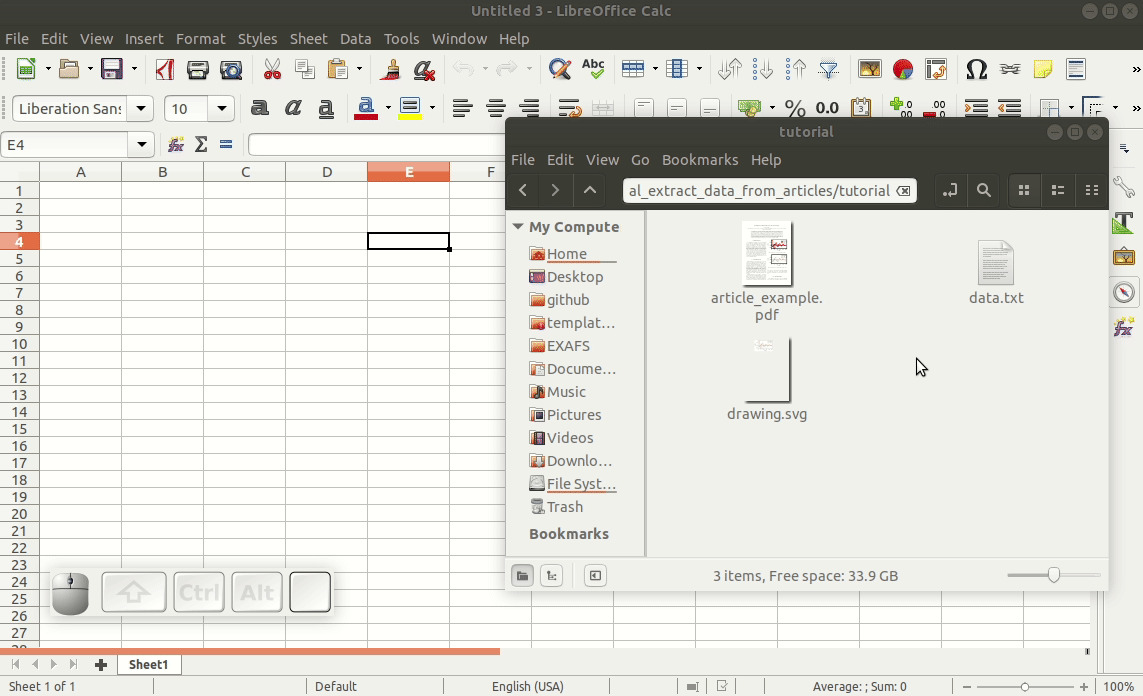 Untitled 3 - LibreOffice Calc
File Edit View Insert Format Styles Sheet Data Tools Window Help
Abc
Liberation Sans 10 a a a a % 0.0 .00
E4
A B C D E F
1
2
3
4
5
6
7
8
9
10
11
12
13
14
15
16
17
18
19
20
21
22
23
24
25
26
27
28
tutorial
File Edit View Go Bookmarks Help
al_extract_data_from_articles/tutorial
My Compute
Home
Desktop
github
templat...
EXAFS
Docume...
Music
Pictures
Videos
Downlo...
File Syst...
Trash
Bookmarks
article_example.
pdf
data.txt
drawing.svg
3 items, Free space: 33.9 GB
Ctrl Alt
Sheet1
Sheet 1 of 1 Default English (USA) Average: ; Sum: 0 100%